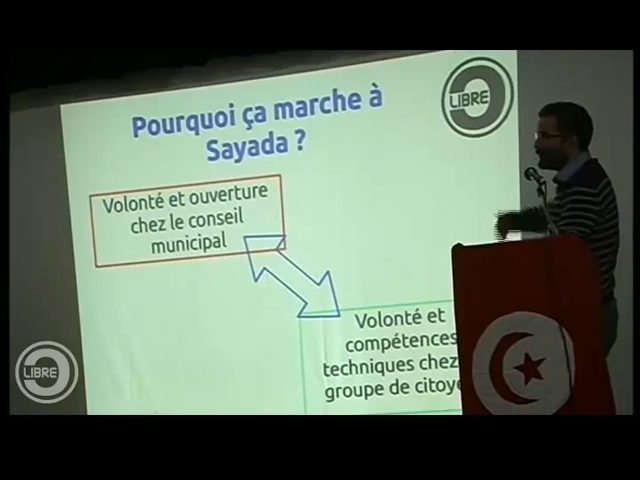 Pourquoi ça marche à
Sayada ?
LIBRE
Volonté et ouverture
chez le conseil
municipal
Volonté et
compétences
techniques chez
groupe de
LIBRE